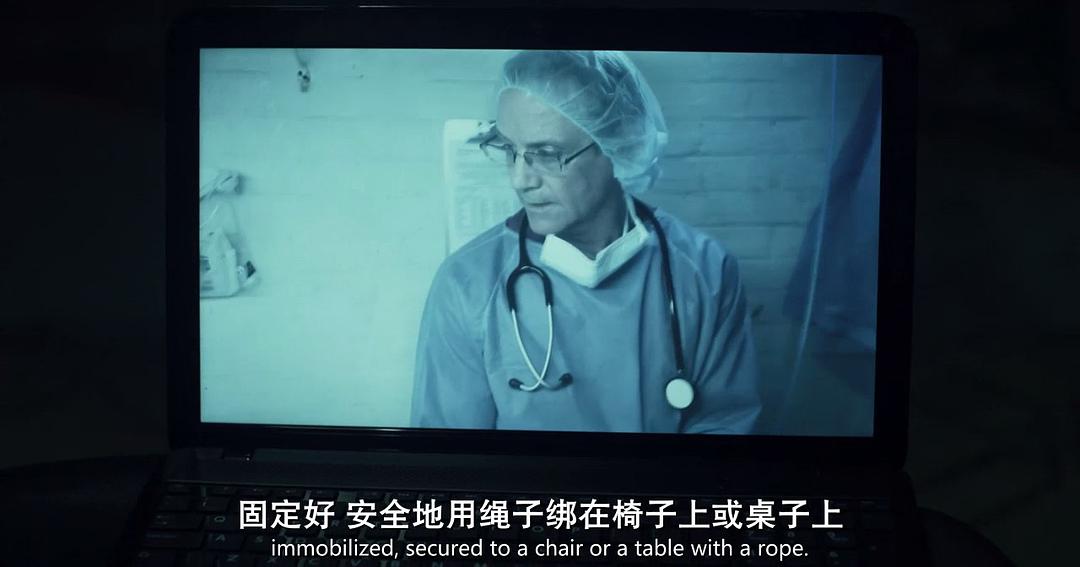 固定好 安全地用绳子绑在椅子上或桌子上
immobilized, secured to a chair or a table with a rope.